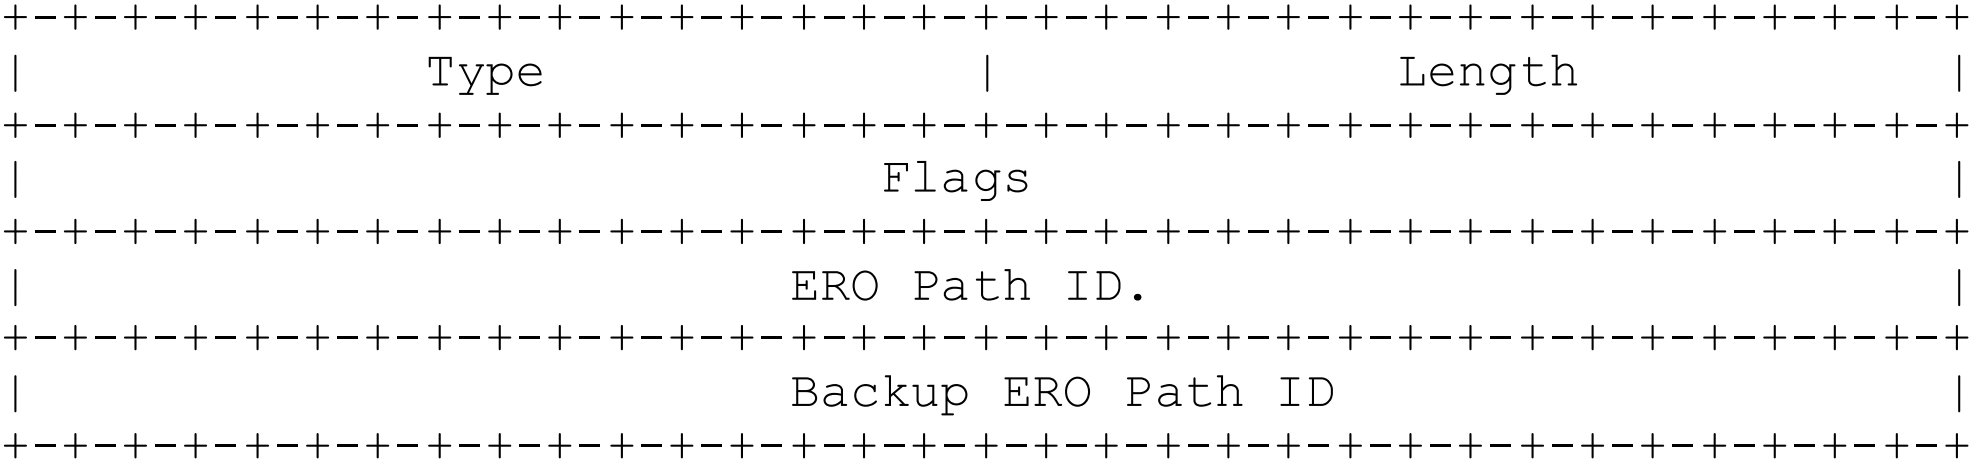 +-+-+-+-+-+-+-+-+-+-+-+-+-+-+-+-+-+-+-+-+-+-+-+-+-+-+-+-+-+-+-+-+
|             Type              |             Length            |
+-+-+-+-+-+-+-+-+-+-+-+-+-+-+-+-+-+-+-+-+-+-+-+-+-+-+-+-+-+-+-+-+
|                            Flags                              |
+-+-+-+-+-+-+-+-+-+-+-+-+-+-+-+-+-+-+-+-+-+-+-+-+-+-+-+-+-+-+-+-+
|                         ERO Path ID.                          |
+-+-+-+-+-+-+-+-+-+-+-+-+-+-+-+-+-+-+-+-+-+-+-+-+-+-+-+-+-+-+-+-+
|                         Backup ERO Path ID                    |
+-+-+-+-+-+-+-+-+-+-+-+-+-+-+-+-+-+-+-+-+-+-+-+-+-+-+-+-+-+-+-+-+